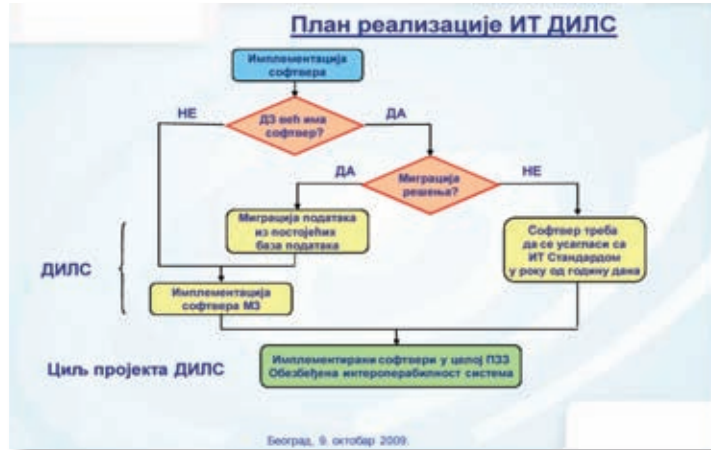 План реализације ИТ ДИЛС
Имплементација
софтвера
НЕ
ДЗ већ има
софтвер?
ДА
ДА
Миграција
решења?
НЕ
Миграција података
из постојећих
база података
Софтвер треба
да се усагласи са
ИТ Стандардом
у року од годину дана
ДИЛС
Имплементација
софтвера МЗ
Циљ пројекта ДИЛС
Имплементирани софтвери у целој ПЗЗ
Обезбеђена интероперабилност система
Београд, 9. октобар 2009.